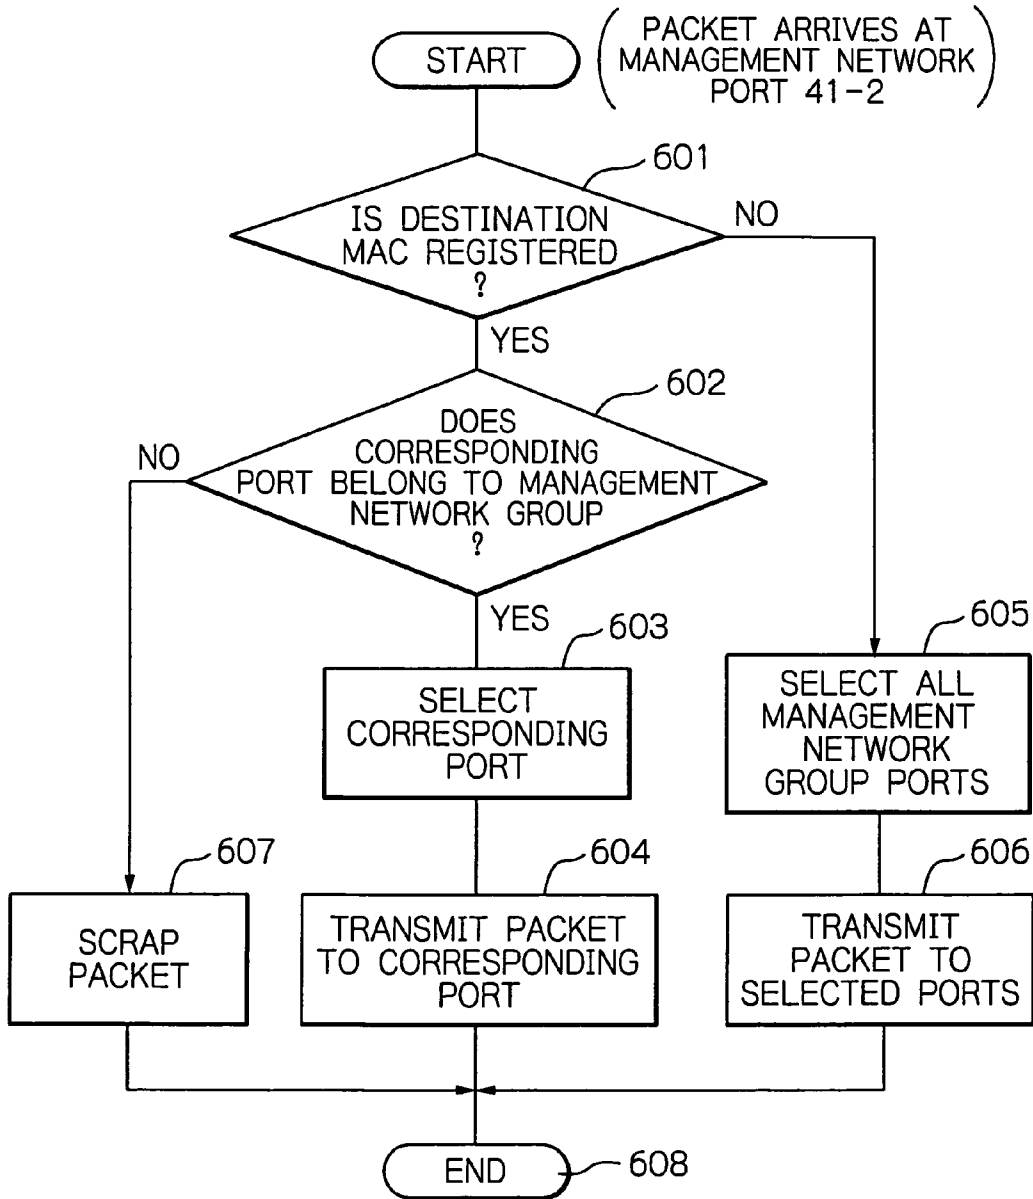 START
PACKET ARRIVES AT
MANAGEMENT NETWORK
PORT 41-2
601
IS DESTINATION
MAC REGISTERED
?
NO
YES
602
DOES
CORRESPONDING
PORT BELONG TO MANAGEMENT
NETWORK GROUP
?
NO
YES
603
SELECT
CORRESPONDING
PORT
605
SELECT ALL
MANAGEMENT
NETWORK
GROUP PORTS
607
SCRAP
PACKET
604
TRANSMIT PACKET
TO CORRESPONDING
PORT
606
TRANSMIT
PACKET TO
SELECTED PORTS
END
608